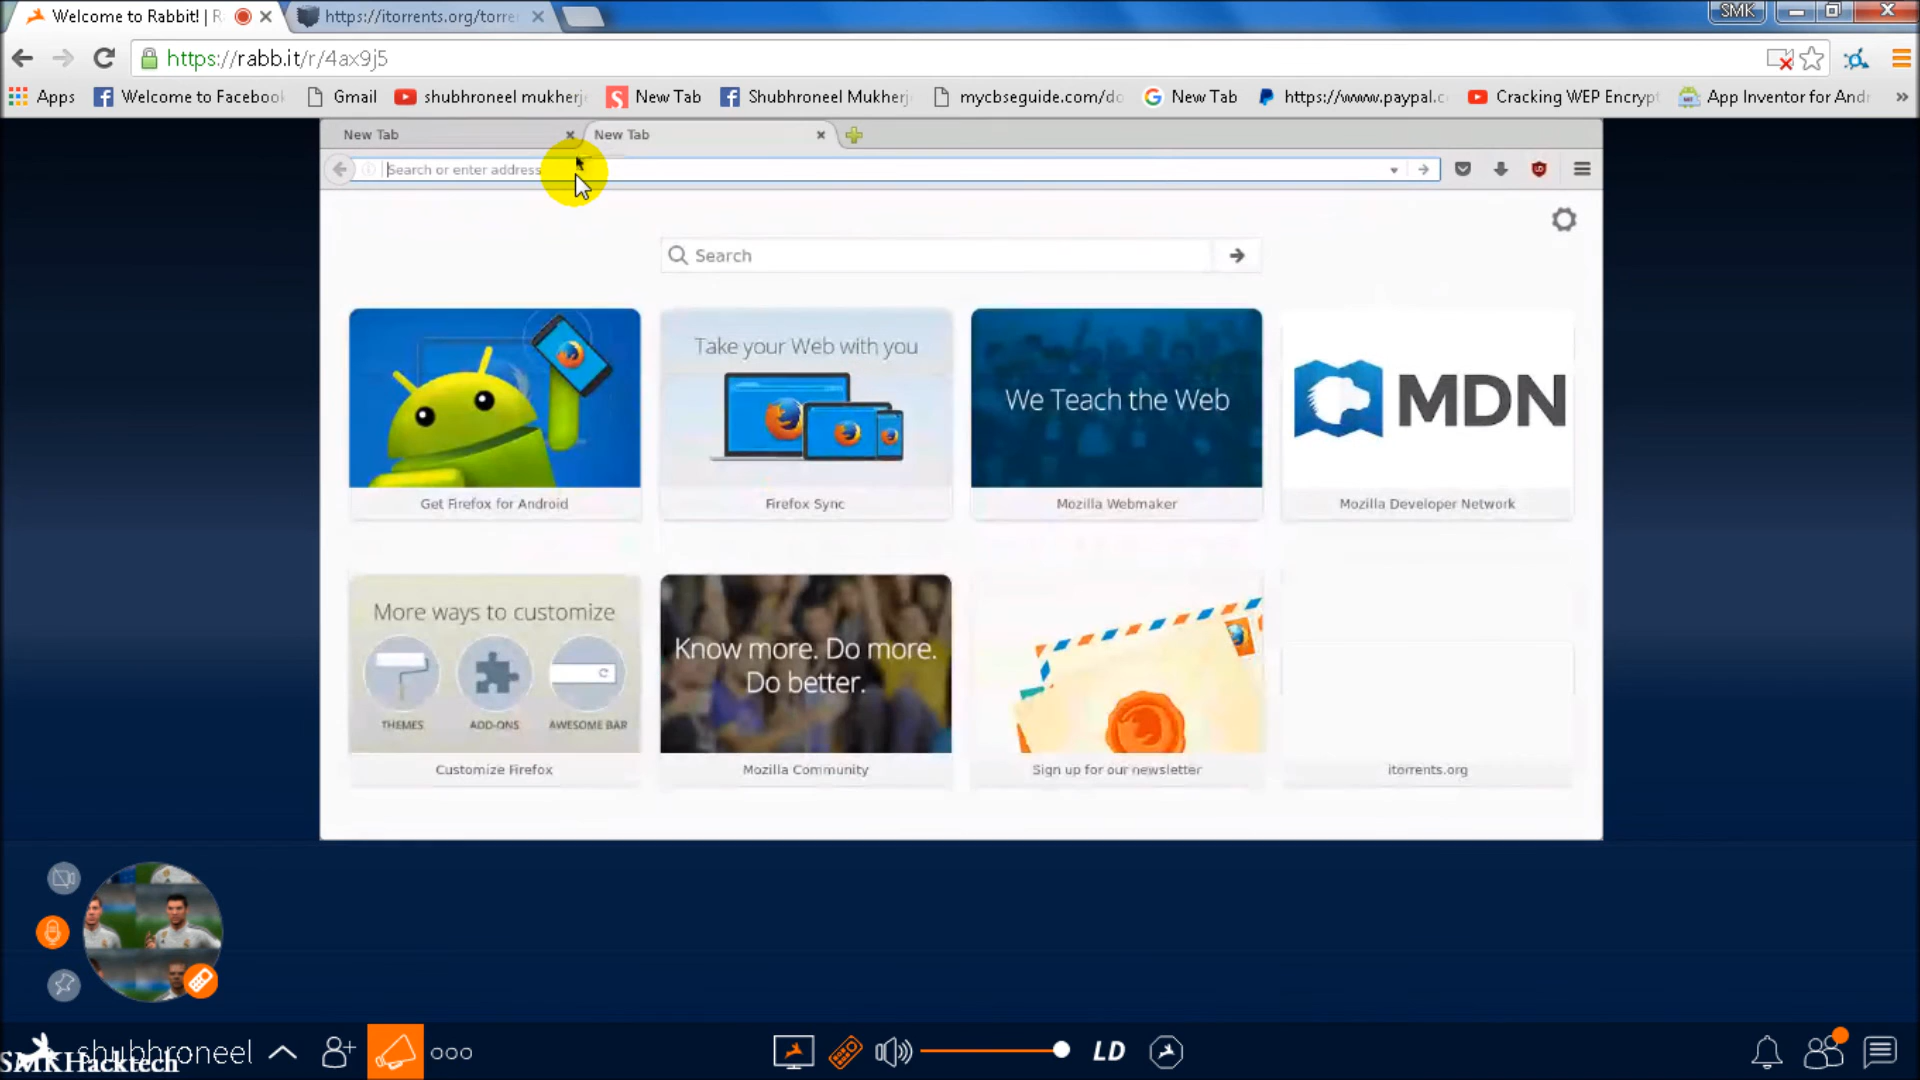 Welcome to Rabbit! | R
https://itorrents.org/torre
SMK
https://rabb.it/r/4ax9j5
Apps
Welcome to Facebook
Gmail
shubhroneel mukherje
New Tab
Shubhroneel Mukherj
mycbseguide.com/do
New Tab
https://www.paypal.c
Cracking WEP Encrypt
App Inventor for Andr
»
New Tab
New Tab
Search or enter address
Search
Take your Web with you
We Teach the Web
MDN
Get Firefox for Android
Firefox Sync
Mozilla Webmaker
Mozilla Developer Network
More ways to customize
THEMES
ADD-ONS
AWESOME BAR
Know more. Do more.
Do better.
Customize Firefox
Mozilla Community
Sign up for our newsletter
itorrents.org
shubhroneel
LD
SMKHacktech